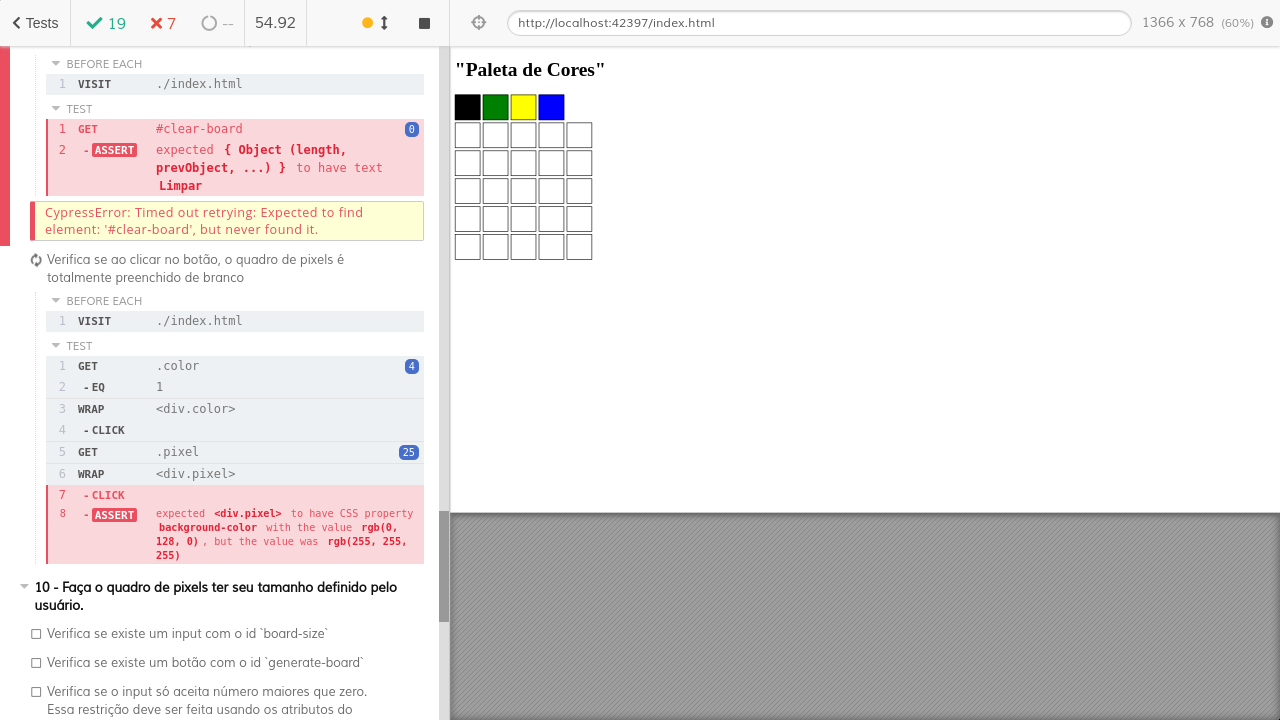 Tests
19
7
--
54.92
http://localhost:42397/index.html
1366 x 768 (60%)
BEFORE EACH
1 VISIT ./index.html
TEST
1 GET #clear-board 0
2 - ASSERT expected { Object (length,
prevObject, ...) } to have text
Limpar
CypressError: Timed out retrying: Expected to find
element: '#clear-board', but never found it.
Verifica se ao clicar no botão, o quadro de pixels é
totalmente preenchido de branco
BEFORE EACH
1 VISIT ./index.html
TEST
1 GET .color 4
2 - EQ 1
3 WRAP <div.color>
4 - CLICK
5 GET .pixel 25
6 WRAP <div.pixel>
7 - CLICK
8 - ASSERT expected <div.pixel> to have CSS property
background-color with the value rgb(0,
128, 0) , but the value was rgb(255, 255,
255)
10 - Faça o quadro de pixels ter seu tamanho definido pelo
usuário.
Verifica se existe um input com o id `board-size`
Verifica se existe um botão com o id `generate-board`
Verifica se o input só aceita número maiores que zero.
Essa restrição deve ser feita usando os atributos do
"Paleta de Cores"